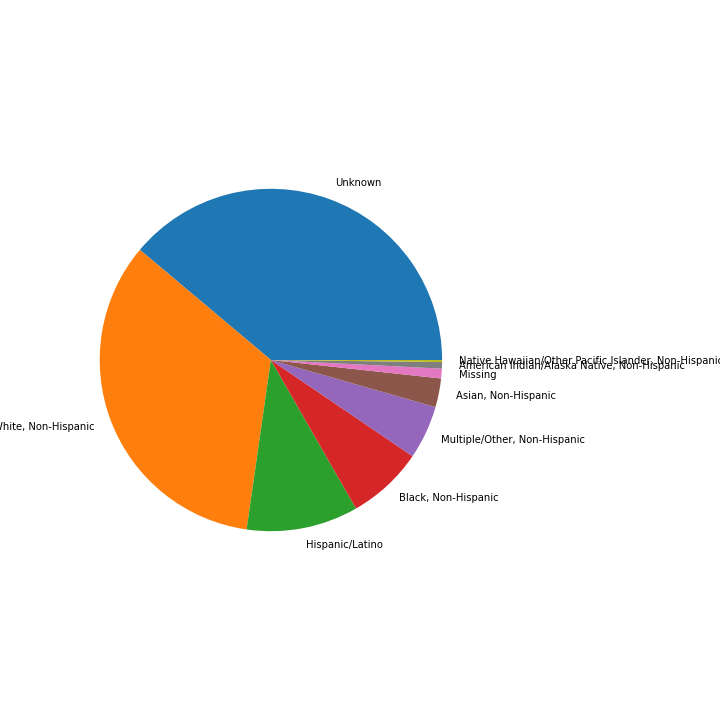 Unknown
Native Hawaiian/Other Pacific Islander, Non-Hispanic
American Indian/Alaska Native, Non-Hispanic
Missing
Asian, Non-Hispanic
White, Non-Hispanic
Multiple/Other, Non-Hispanic
Black, Non-Hispanic
Hispanic/Latino